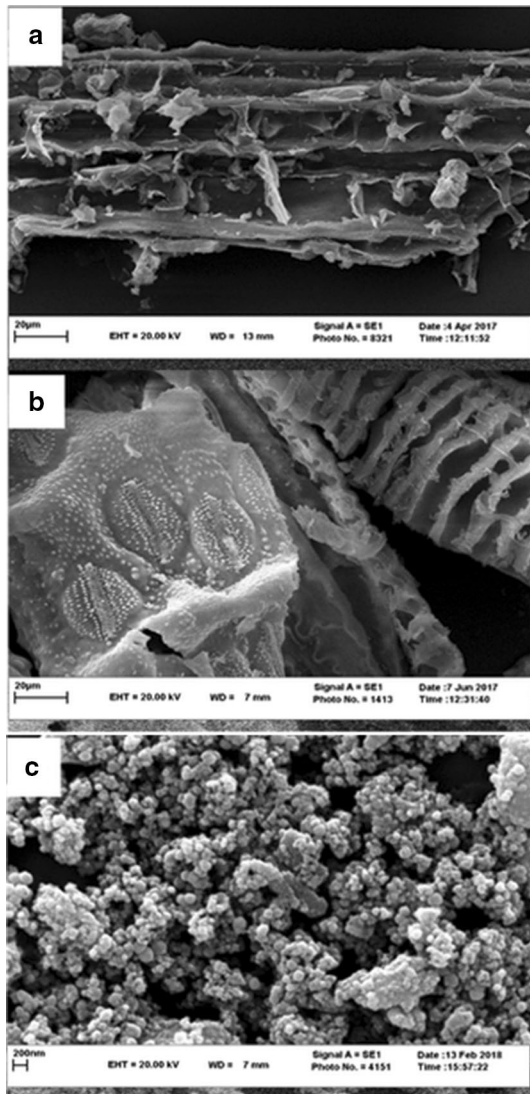 a
20µm
EHT = 20.00 kV WD = 13 mm Signal A = SE1 Date :4 Apr 2017
Photo No. = 8321 Time :12:11:52
b
20µm
EHT = 20.00 kV WD = 7 mm Signal A = SE1 Date :7 Jun 2017
Photo No. = 1413 Time :12:31:40
c
200nm
EHT = 20.00 kV WD = 7 mm Signal A = SE1 Date :13 Feb 2018
Photo No. = 4151 Time :15:57:22